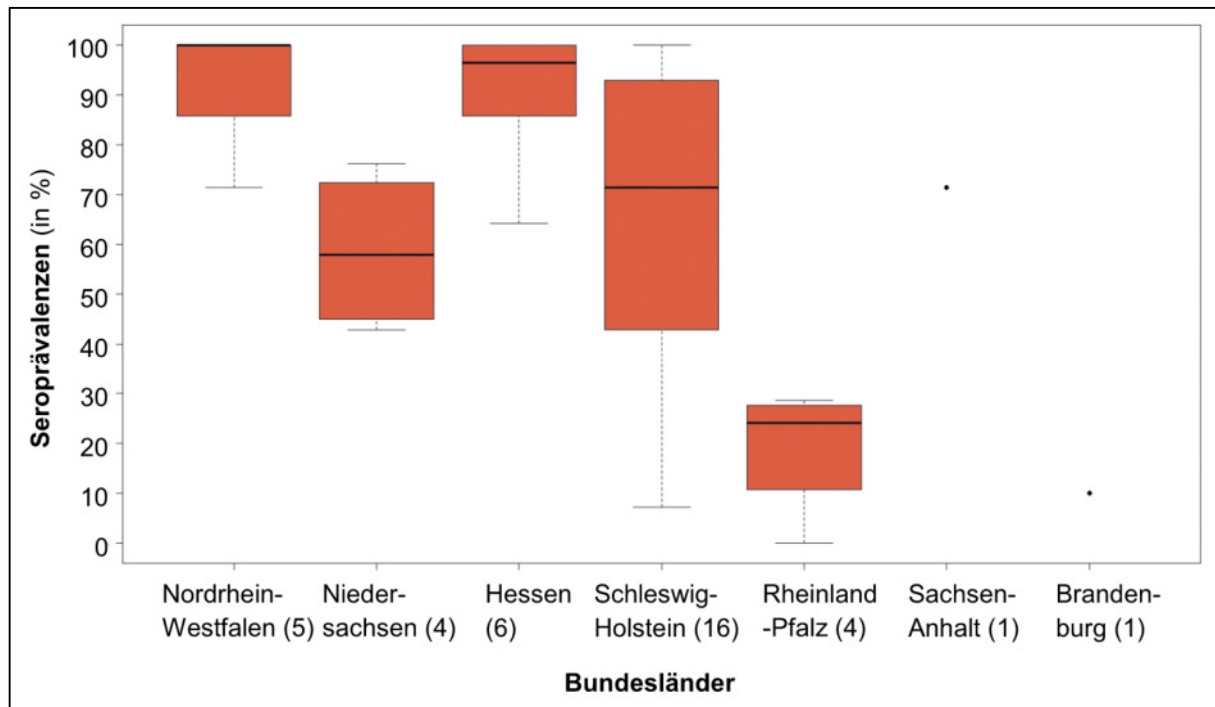 Seroprävalenzen (in %)
100
90
80
70
60
50
40
30
20
10
0
Nordrhein-
Westfalen (5)
Nieder-
sachsen (4)
Hessen
(6)
Schleswig-
Holstein (16)
Rheinland
-Pfalz (4)
Sachsen-
Anhalt (1)
Branden-
burg (1)
Bundesländer